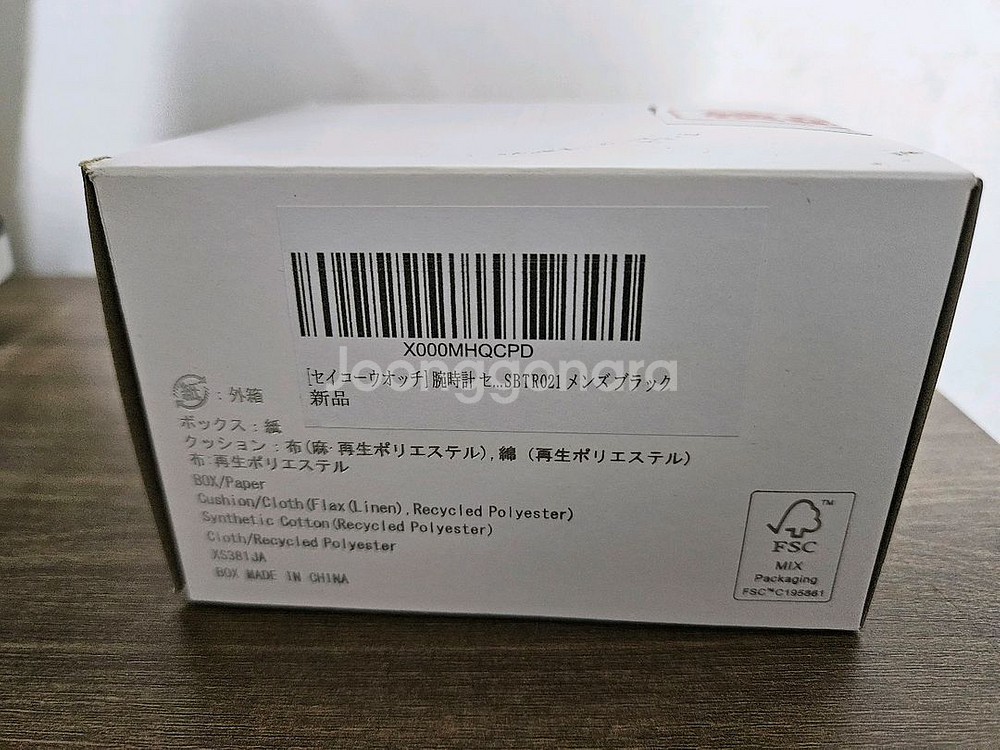 X000MHQCPD
[セイコーウオッチ] 腕時計 セ...SBTR021 メンズ ブラック
新品
Joonggonara
紙 : 外箱
ボックス : 紙
クッション : 布(麻·再生ポリエステル), 綿 (再生ポリエステル)
布·再生ポリエステル
BOX/Paper
Cushion/Cloth(Flax(Linen), Recycled Polyester)
Synthetic Cotton(Recycled Polyester)
Cloth/Recycled Polyester
XS381JA
BOX MADE IN CHINA
TM
FSC
MIX
Packaging
FSC™C195861